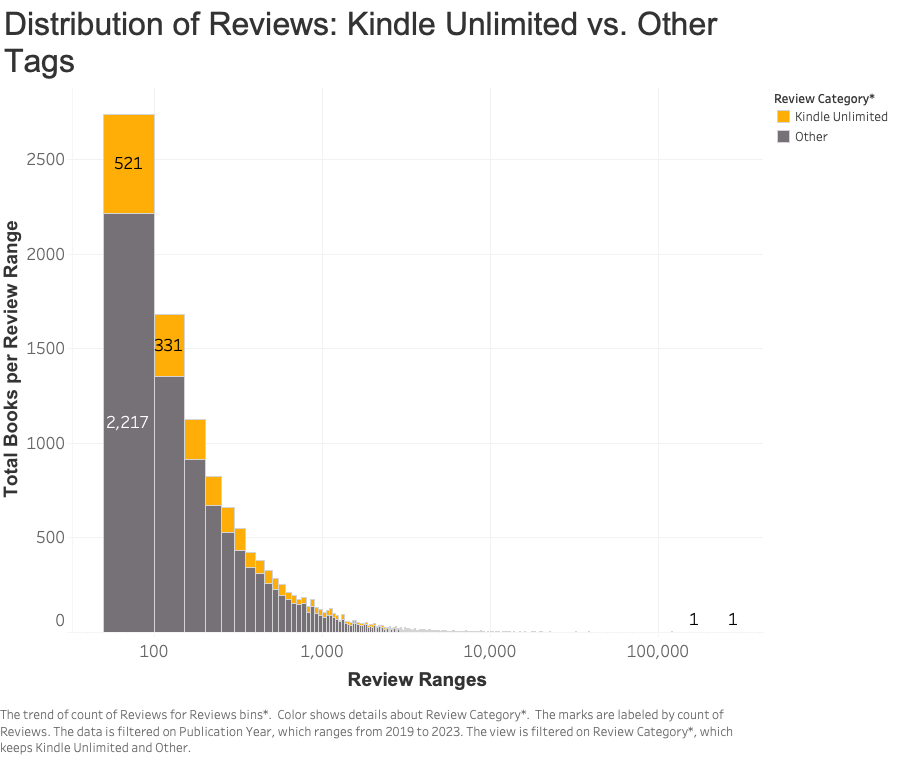 Distribution of Reviews: Kindle Unlimited vs. Other
Tags
Review Category*
Kindle Unlimited
Other
Total Books per Review Range
2500
2000
1500
1000
500
0
521
331
2,217
1
1
100
1,000
10,000
100,000
Review Ranges
The trend of count of Reviews for Reviews bins*.  Color shows details about Review Category*.  The marks are labeled by count of
Reviews. The data is filtered on Publication Year, which ranges from 2019 to 2023. The view is filtered on Review Category*, which
keeps Kindle Unlimited and Other.